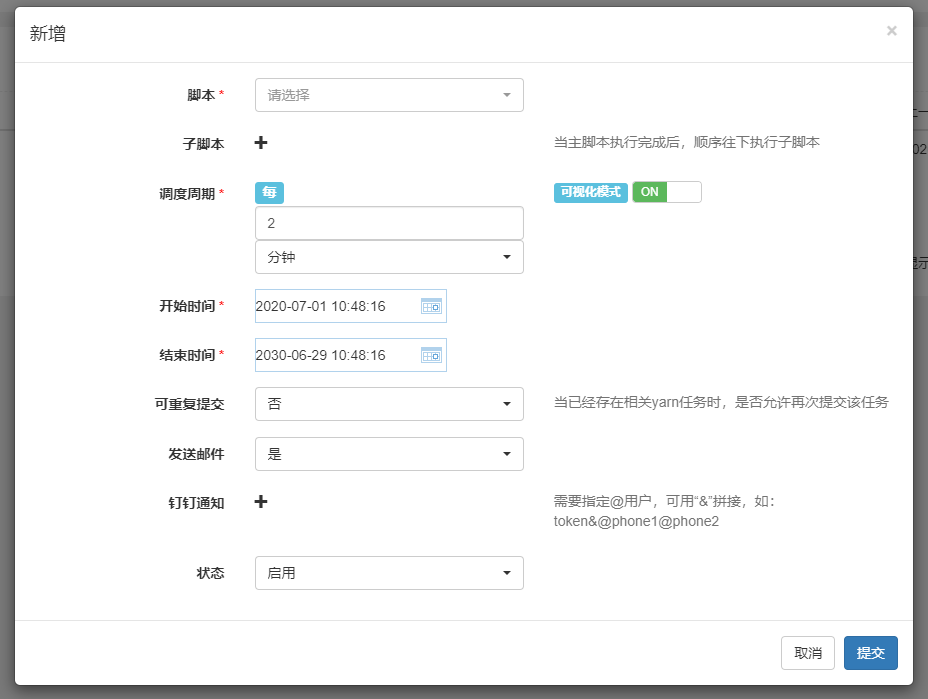 新增
×
脚本 *
请选择
子脚本
当主脚本执行完成后，顺序往下执行子脚本
调度周期 *
每
可视化模式
ON
2
分钟
开始时间 *
2020-07-01 10:48:16
结束时间 *
2030-06-29 10:48:16
可重复提交
否
当已经存在相关yarn任务时，是否允许再次提交该任务
发送邮件
是
钉钉通知
需要指定@用户，可用“&”拼接，如：
token&@phone1@phone2
状态
启用
取消
提交